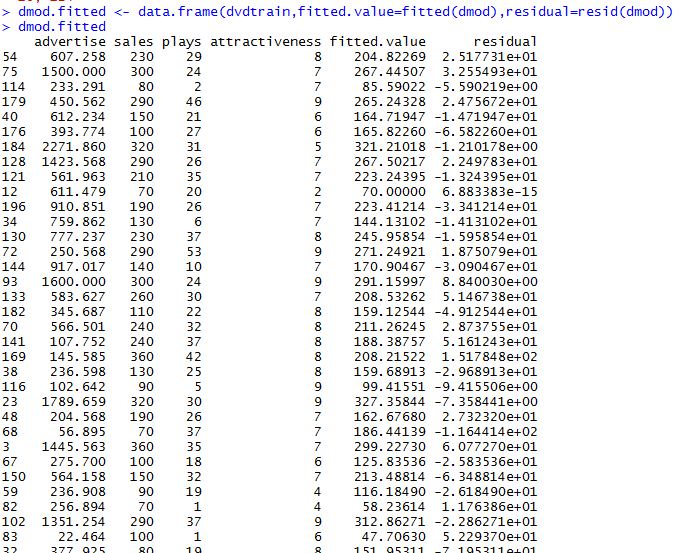 > dmod.fitted <- data.frame(dvdtrain,fitted.value=fitted(dmod),residual=resid(dmod))
> dmod.fitted
advertise sales plays attractiveness fitted.value residual
54 607.258 230 29 8 204.82269 2.517731e+01
75 1500.000 300 24 7 267.44507 3.255493e+01
114 233.291 80 2 7 85.59022 -5.590219e+00
179 450.562 290 46 9 265.24328 2.475672e+01
40 612.234 150 21 6 164.71947 -1.471947e+01
176 393.774 100 27 6 165.82260 -6.582260e+01
184 2271.860 320 31 5 321.21018 -1.210178e+00
128 1423.568 290 26 7 267.50217 2.249783e+01
121 561.963 210 35 7 223.24395 -1.324395e+01
12 611.479 70 20 2 70.00000 6.883383e-15
196 910.851 190 26 7 223.41214 -3.341214e+01
34 759.862 130 6 7 144.13102 -1.413102e+01
130 777.237 230 37 8 245.95854 -1.595854e+01
72 250.568 290 53 9 271.24921 1.875079e+01
144 917.017 140 10 7 170.90467 -3.090467e+01
93 1600.000 300 24 9 291.15997 8.840030e+00
133 583.627 260 30 7 208.53262 5.146738e+01
182 345.687 110 22 8 159.12544 -4.912544e+01
70 566.501 240 32 8 211.26245 2.873755e+01
141 107.752 240 37 8 188.38757 5.161243e+01
169 145.585 360 42 8 208.21522 1.517848e+02
38 236.598 130 25 8 159.68913 -2.968913e+01
116 102.642 90 5 9 99.41551 -9.415506e+00
23 1789.659 320 30 9 327.35844 -7.358441e+00
48 204.568 190 26 7 162.67680 2.732320e+01
68 56.895 70 37 7 186.44139 -1.164414e+02
3 1445.563 360 35 7 299.22730 6.077270e+01
67 275.700 100 18 6 125.83536 -2.583536e+01
150 564.158 150 32 7 213.48814 -6.348814e+01
59 236.908 90 19 4 116.18490 -2.618490e+01
82 256.894 70 1 4 58.23614 1.176386e+01
102 1351.254 290 37 9 312.86271 -2.286271e+01
83 22.464 100 1 6 47.70630 5.229370e+01
32 377.925 80 19 8 151.95311 -7.195311e+01